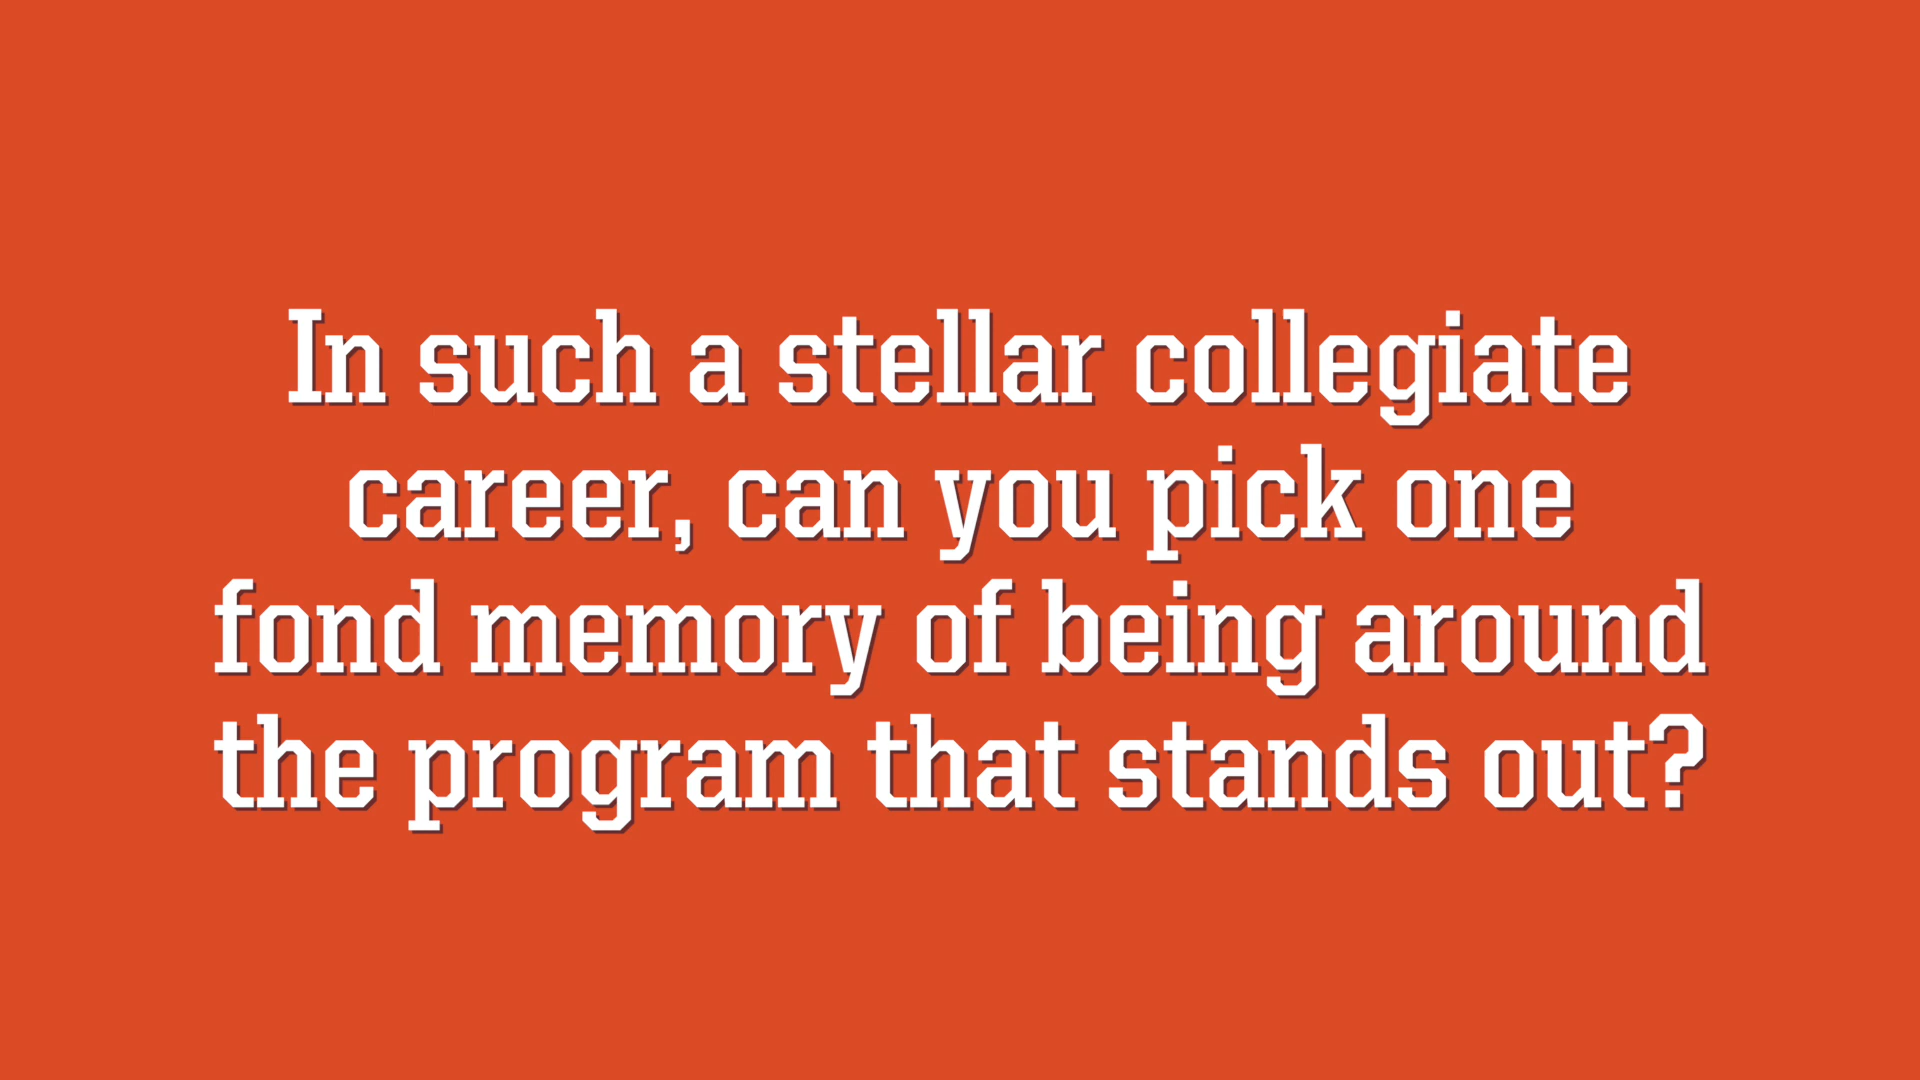 In such a stellar collegiate
career, can you pick one
fond memory of being around
the program that stands out?